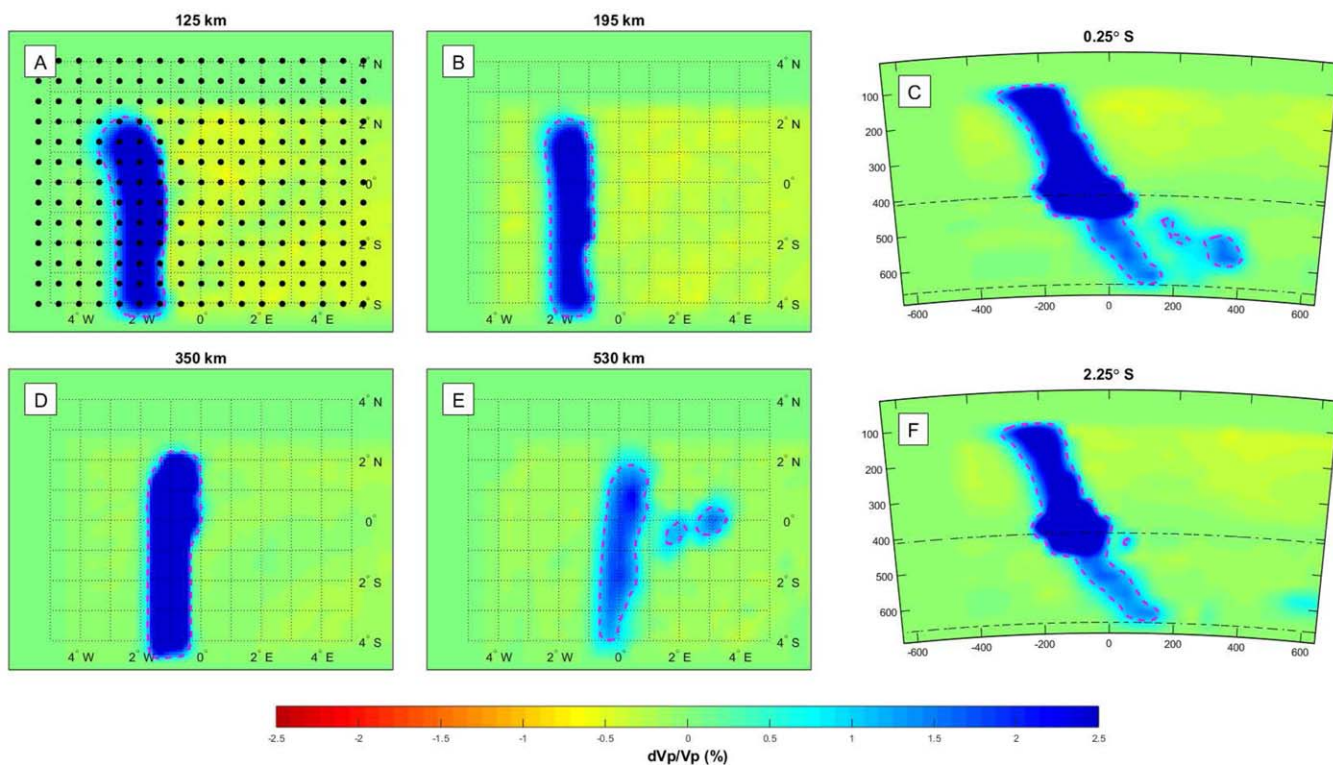 125 km
195 km
0.25° S
A
B
C
4° N
2° N
0°
2° S
4° S
4° W
2° W
0
2° E
4° E
4° N
2° N
0°
2° S
4° S
4° W
2° W
0°
2° E
4° E
100
200
300
400
500
600
-600
-400
-200
0
200
400
600
350 km
530 km
2.25° S
D
E
F
4° N
2° N
0°
2° S
4° S
4° W
2° W
0
2° E
4° E
4° N
2° N
0°
2° S
4° S
4° W
2° W
0°
2° E
4° E
100
200
300
400
500
600
-600
-400
-200
0
200
400
600
-2.5
-2
-1.5
-1
-0.5
0
0.5
1
1.5
2
2.5
dVp/Vp (%)